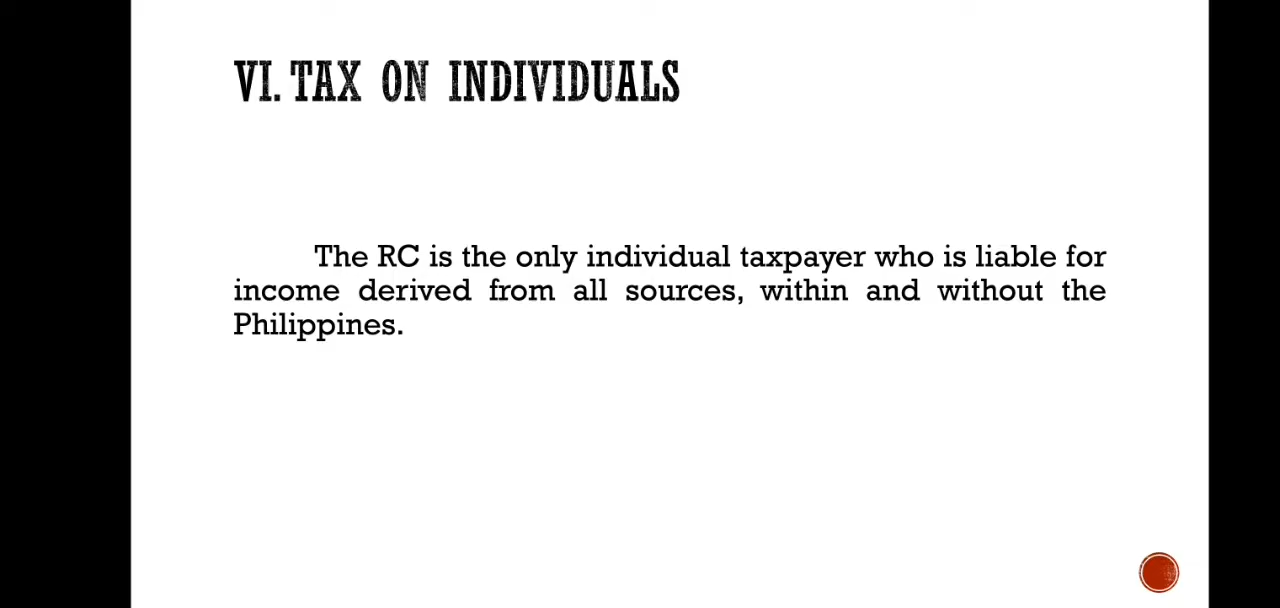 VI. TAX ON INDIVIDUALS
The RC is the only individual taxpayer who is liable for
income derived from all sources, within and without the
Philippines.